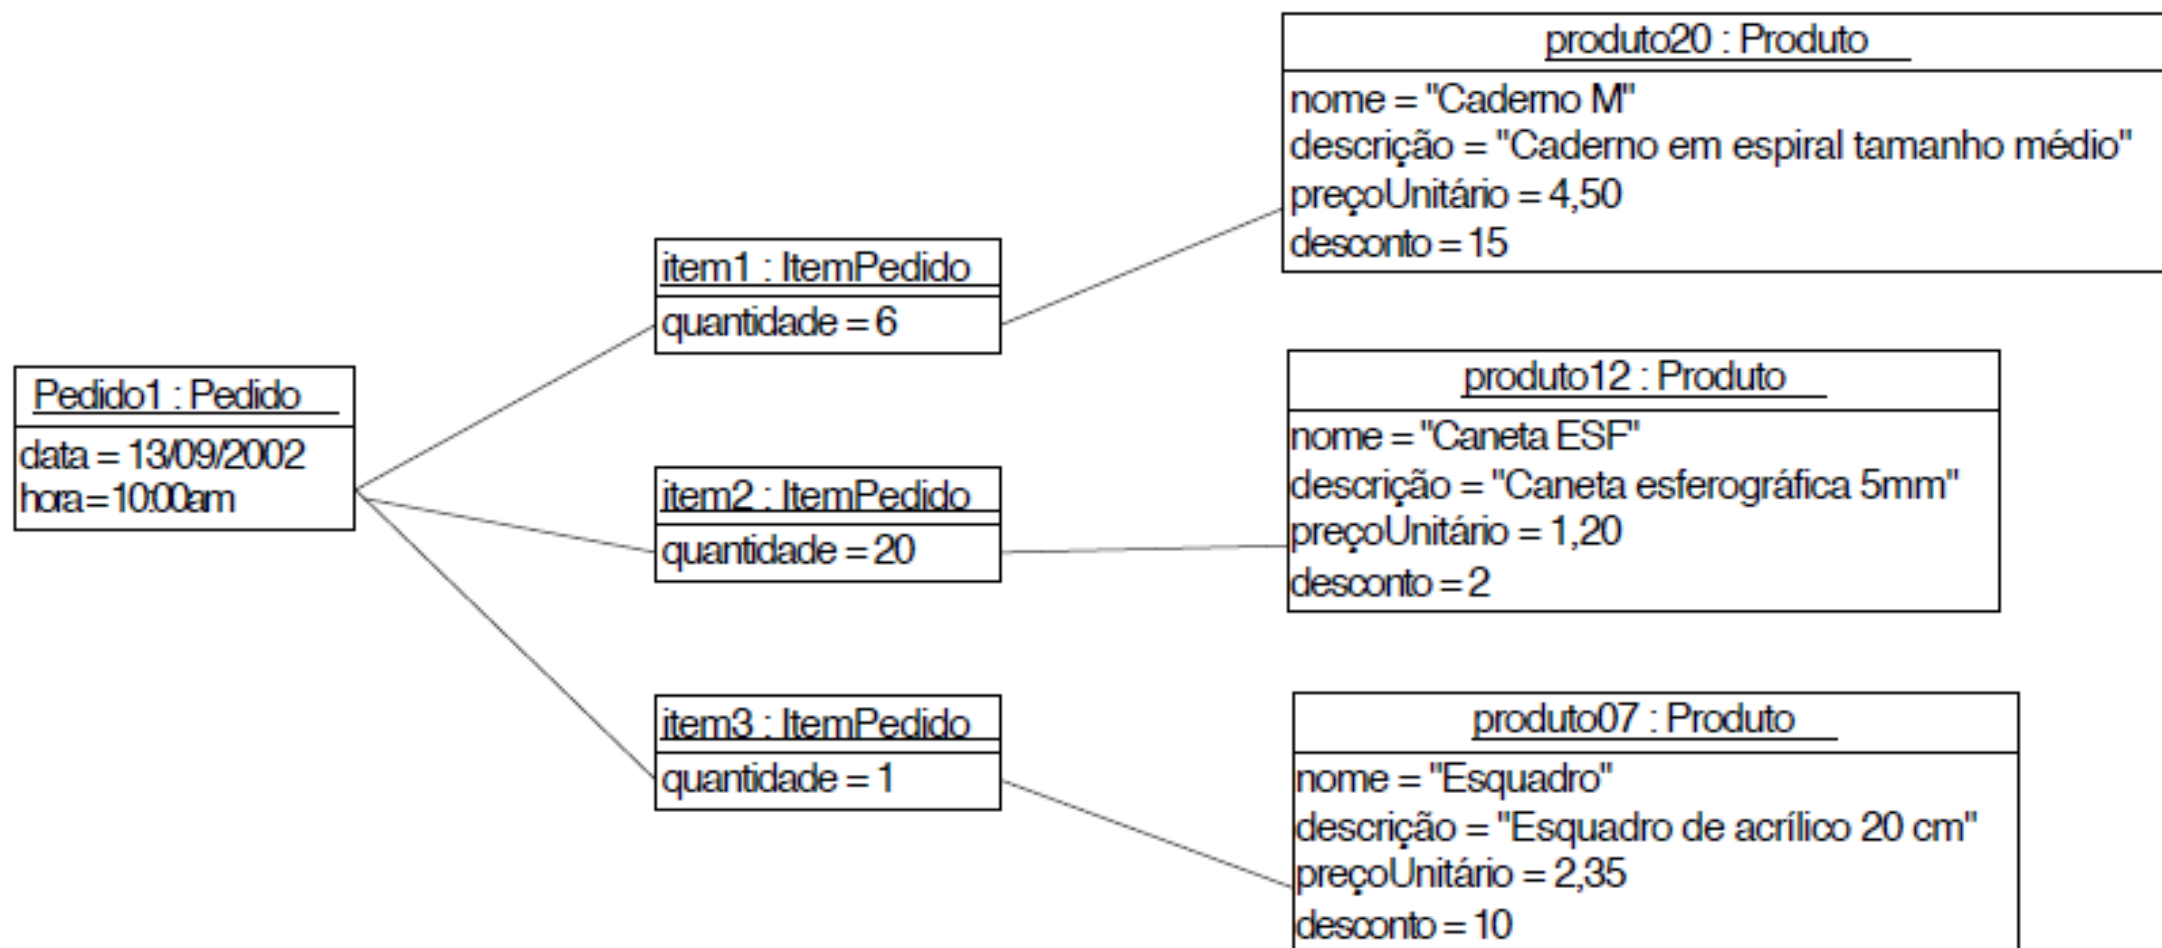 Pedido1 : Pedido
data = 13/09/2002
hora = 10:00am
item1 : ItemPedido
quantidade = 6
item2 : ItemPedido
quantidade = 20
item3 : ItemPedido
quantidade = 1
produto20 : Produto
nome = "Caderno M"
descrição = "Caderno em espiral tamanho médio"
preçoUnitário = 4,50
desconto = 15
produto12 : Produto
nome = "Caneta ESF"
descrição = "Caneta esferográfica 5mm"
preçoUnitário = 1,20
desconto = 2
produto07 : Produto
nome = "Esquadro"
descrição = "Esquadro de acrílico 20 cm"
preçoUnitário = 2,35
desconto = 10